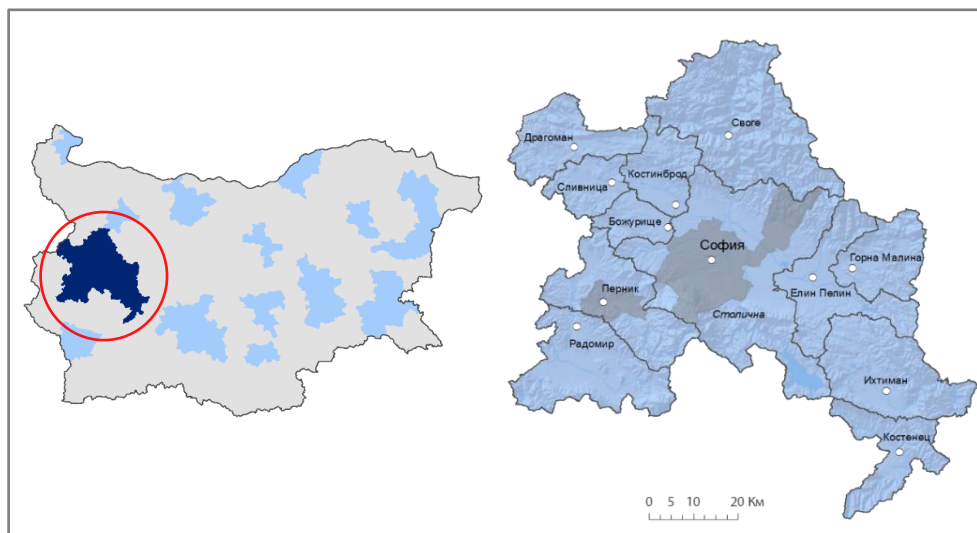 Своге
Драгоман
Костинброд
Сливница
Божурище
София
Горна Малина
Елин Пелин
Перник
Столична
Радомир
Ихтиман
Костенец
0 5 10 20 Км